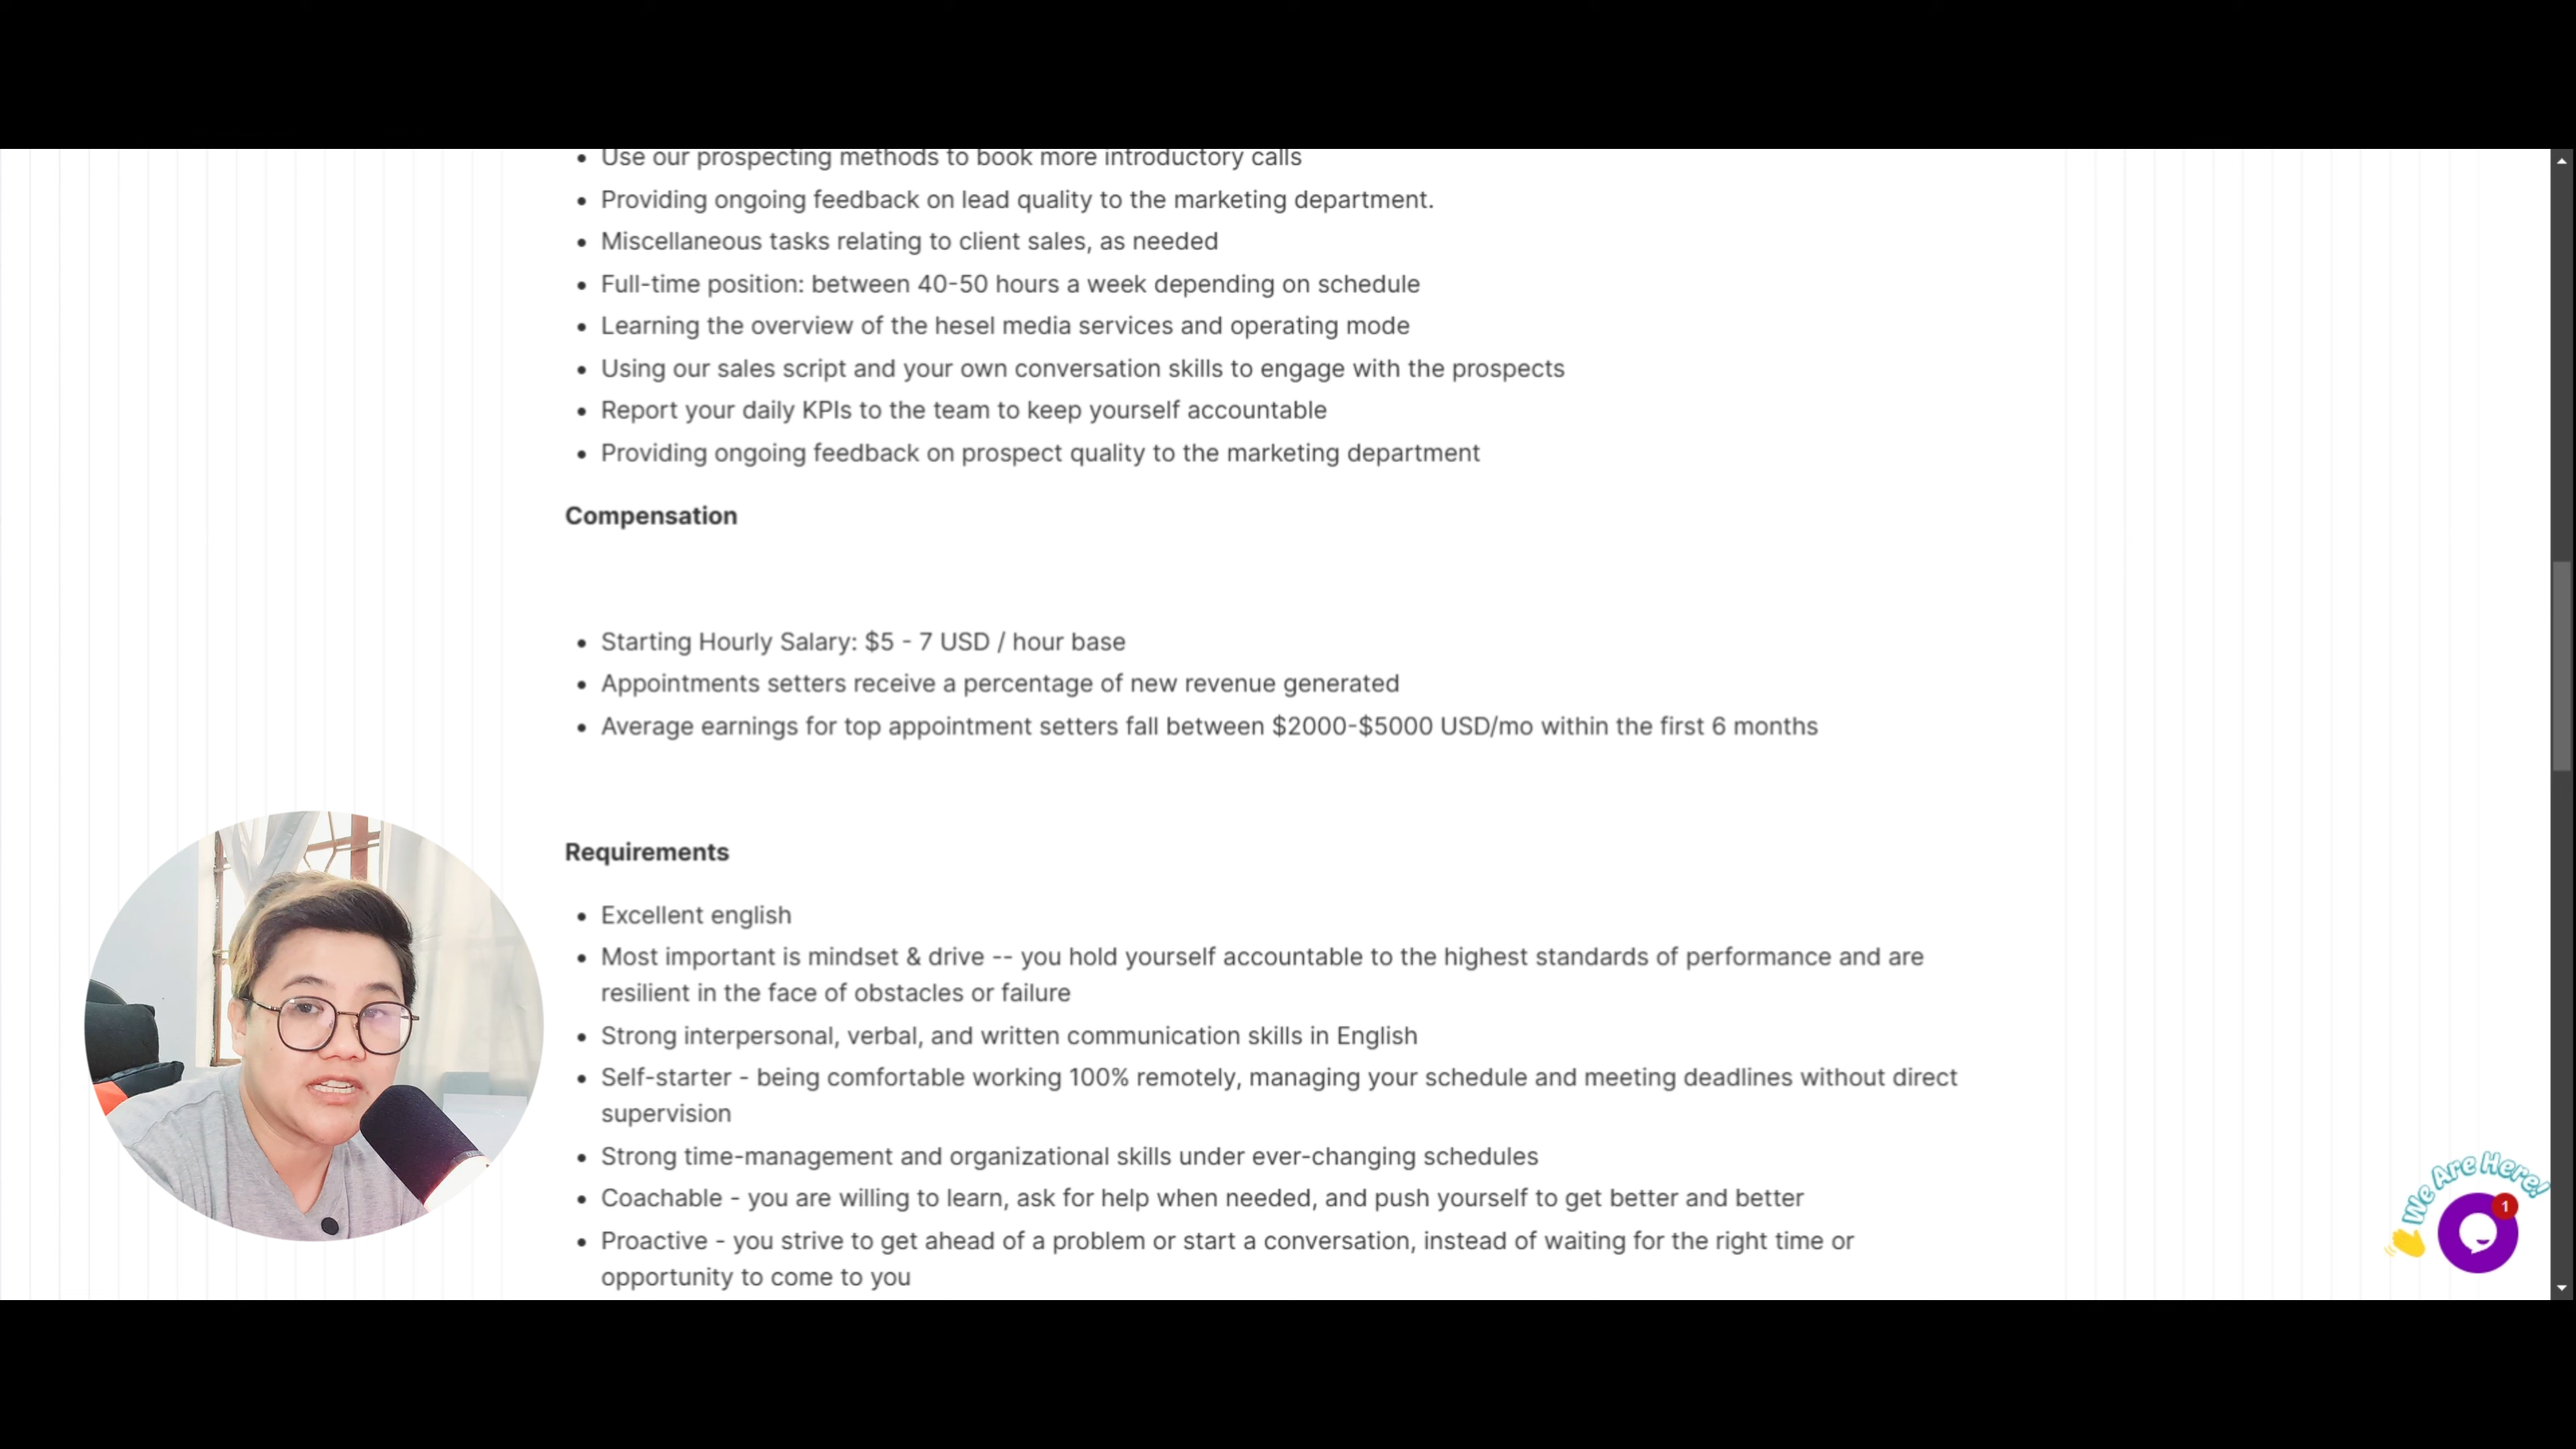 Use our prospecting methods to book more introductory calls
Providing ongoing feedback on lead quality to the marketing department.
Miscellaneous tasks relating to client sales, as needed
Full-time position: between 40-50 hours a week depending on schedule
Learning the overview of the hesel media services and operating mode
Using our sales script and your own conversation skills to engage with the prospects
Report your daily KPIs to the team to keep yourself accountable
Providing ongoing feedback on prospect quality to the marketing department
Compensation
Starting Hourly Salary: $5 - 7 USD / hour base
Appointments setters receive a percentage of new revenue generated
Average earnings for top appointment setters fall between $2000-$5000 USD/mo within the first 6 months
Requirements
Excellent english
Most important is mindset & drive -- you hold yourself accountable to the highest standards of performance and are
resilient in the face of obstacles or failure
Strong interpersonal, verbal, and written communication skills in English
Self-starter - being comfortable working 100% remotely, managing your schedule and meeting deadlines without direct
supervision
Strong time-management and organizational skills under ever-changing schedules
Coachable - you are willing to learn, ask for help when needed, and push yourself to get better and better
Proactive - you strive to get ahead of a problem or start a conversation, instead of waiting for the right time or
opportunity to come to you
We Are Here!
1